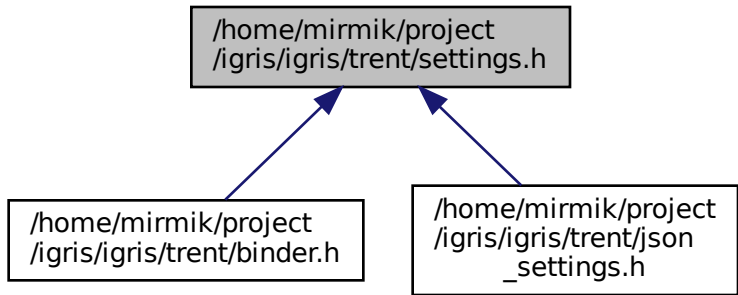 /home/mirmik/project
/igris/igris/trent/settings.h
/home/mirmik/project
/igris/igris/trent/binder.h
/home/mirmik/project
/igris/igris/trent/json
_settings.h